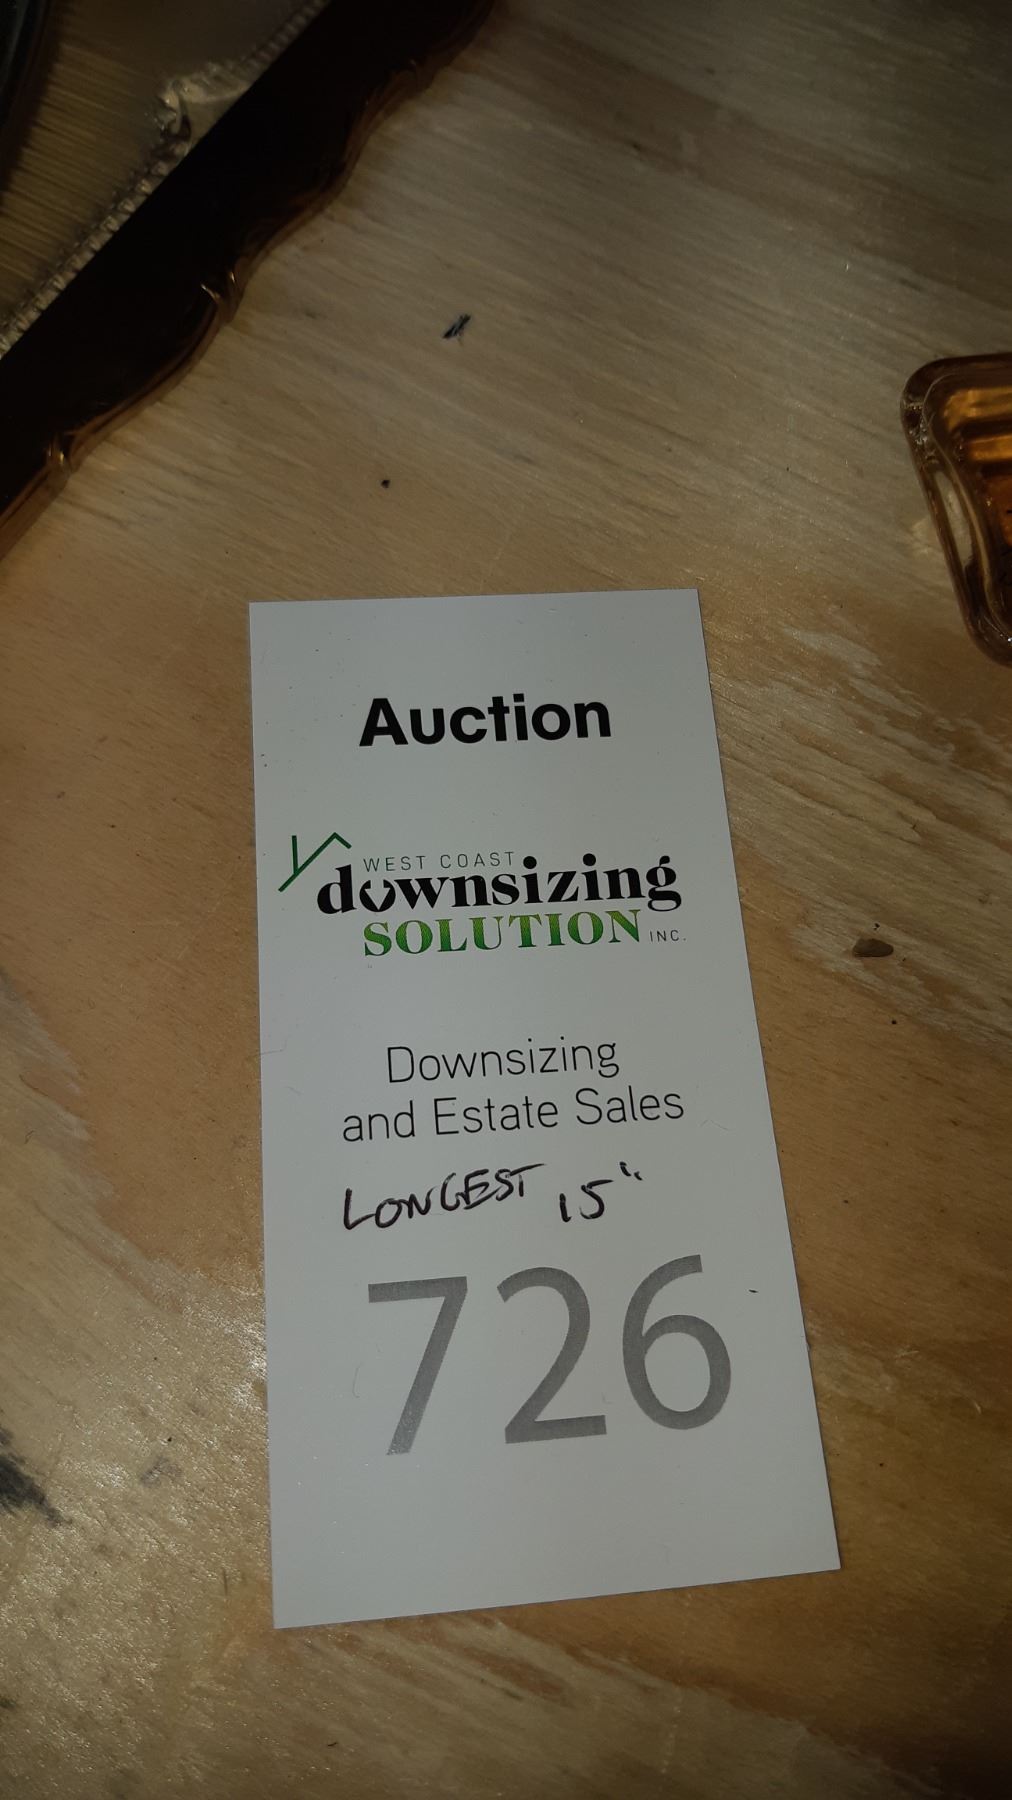 Auction
WEST COAST
downsizing
SOLUTION INC.
Downsizing
and Estate Sales
LONGEST 15"
726